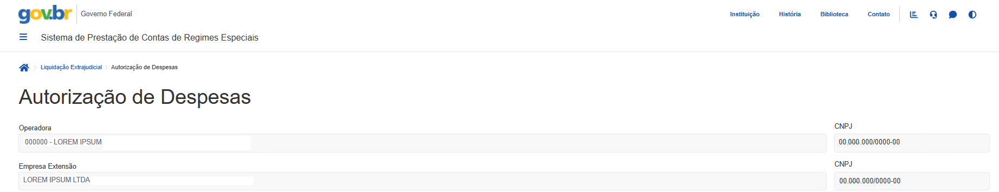 gov.br Governo Federal Instituição História Biblioteca Contato
Sistema de Prestação de Contas de Regimes Especiais
Liquidação Extrajudicial Autorização de Despesas
Autorização de Despesas
Operadora CNPJ
000000 - LOREM IPSUM 00.000.000/0000-00
Empresa Extensão CNPJ
LOREM IPSUM LTDA 00.000.000/0000-00